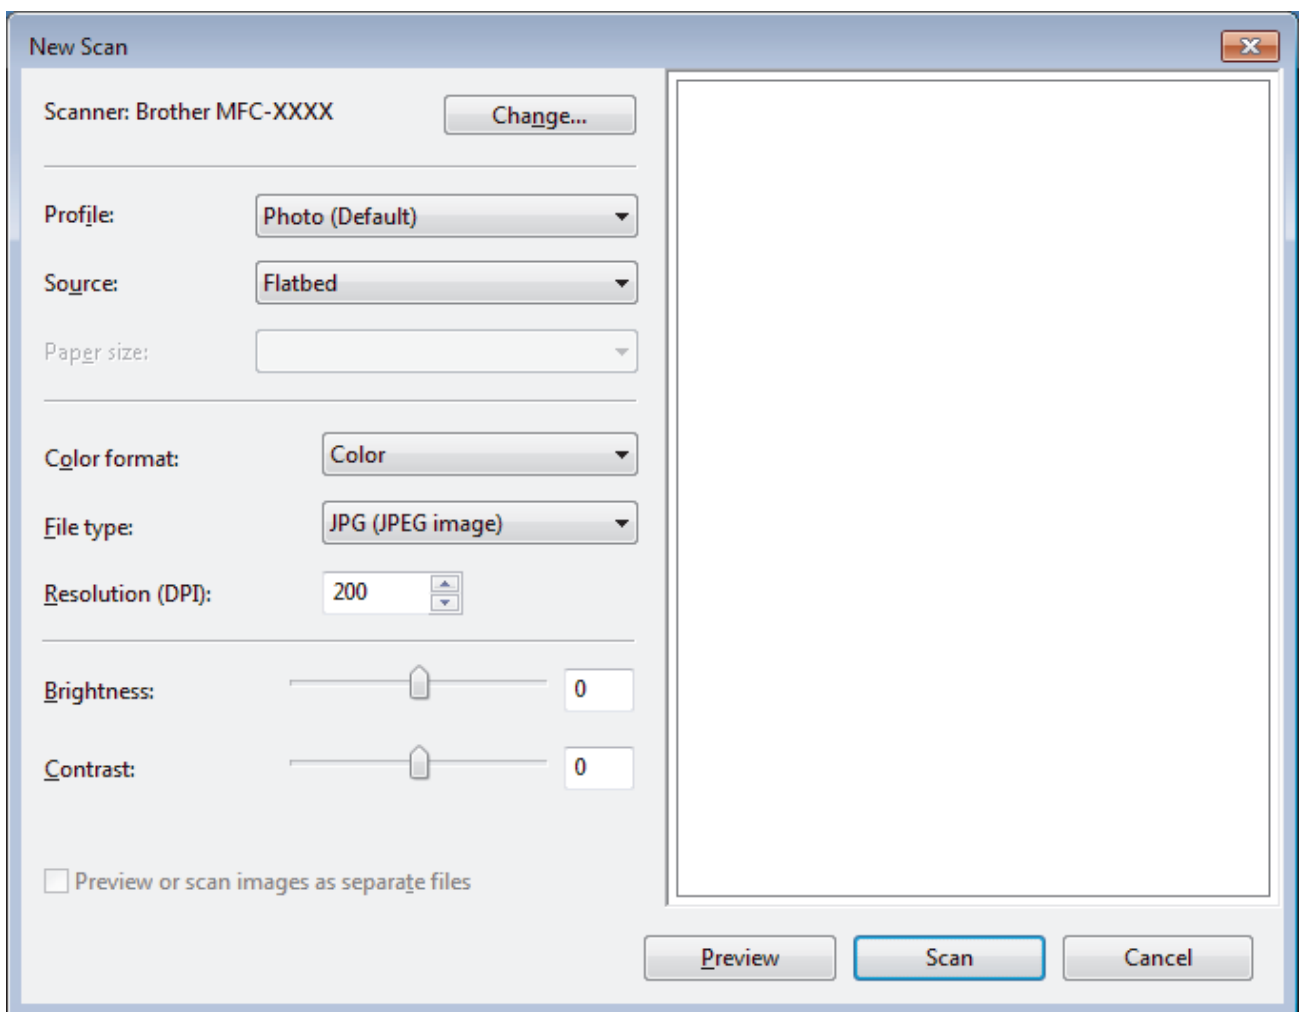 New Scan
Scanner: Brother MFC-XXXX
Change...
Profile:
Photo (Default)
Source:
Flatbed
Paper size:
Color format:
Color
File type:
JPG (JPEG image)
Resolution (DPI):
200
Brightness:
0
Contrast:
0
Preview or scan images as separate files
Preview
Scan
Cancel